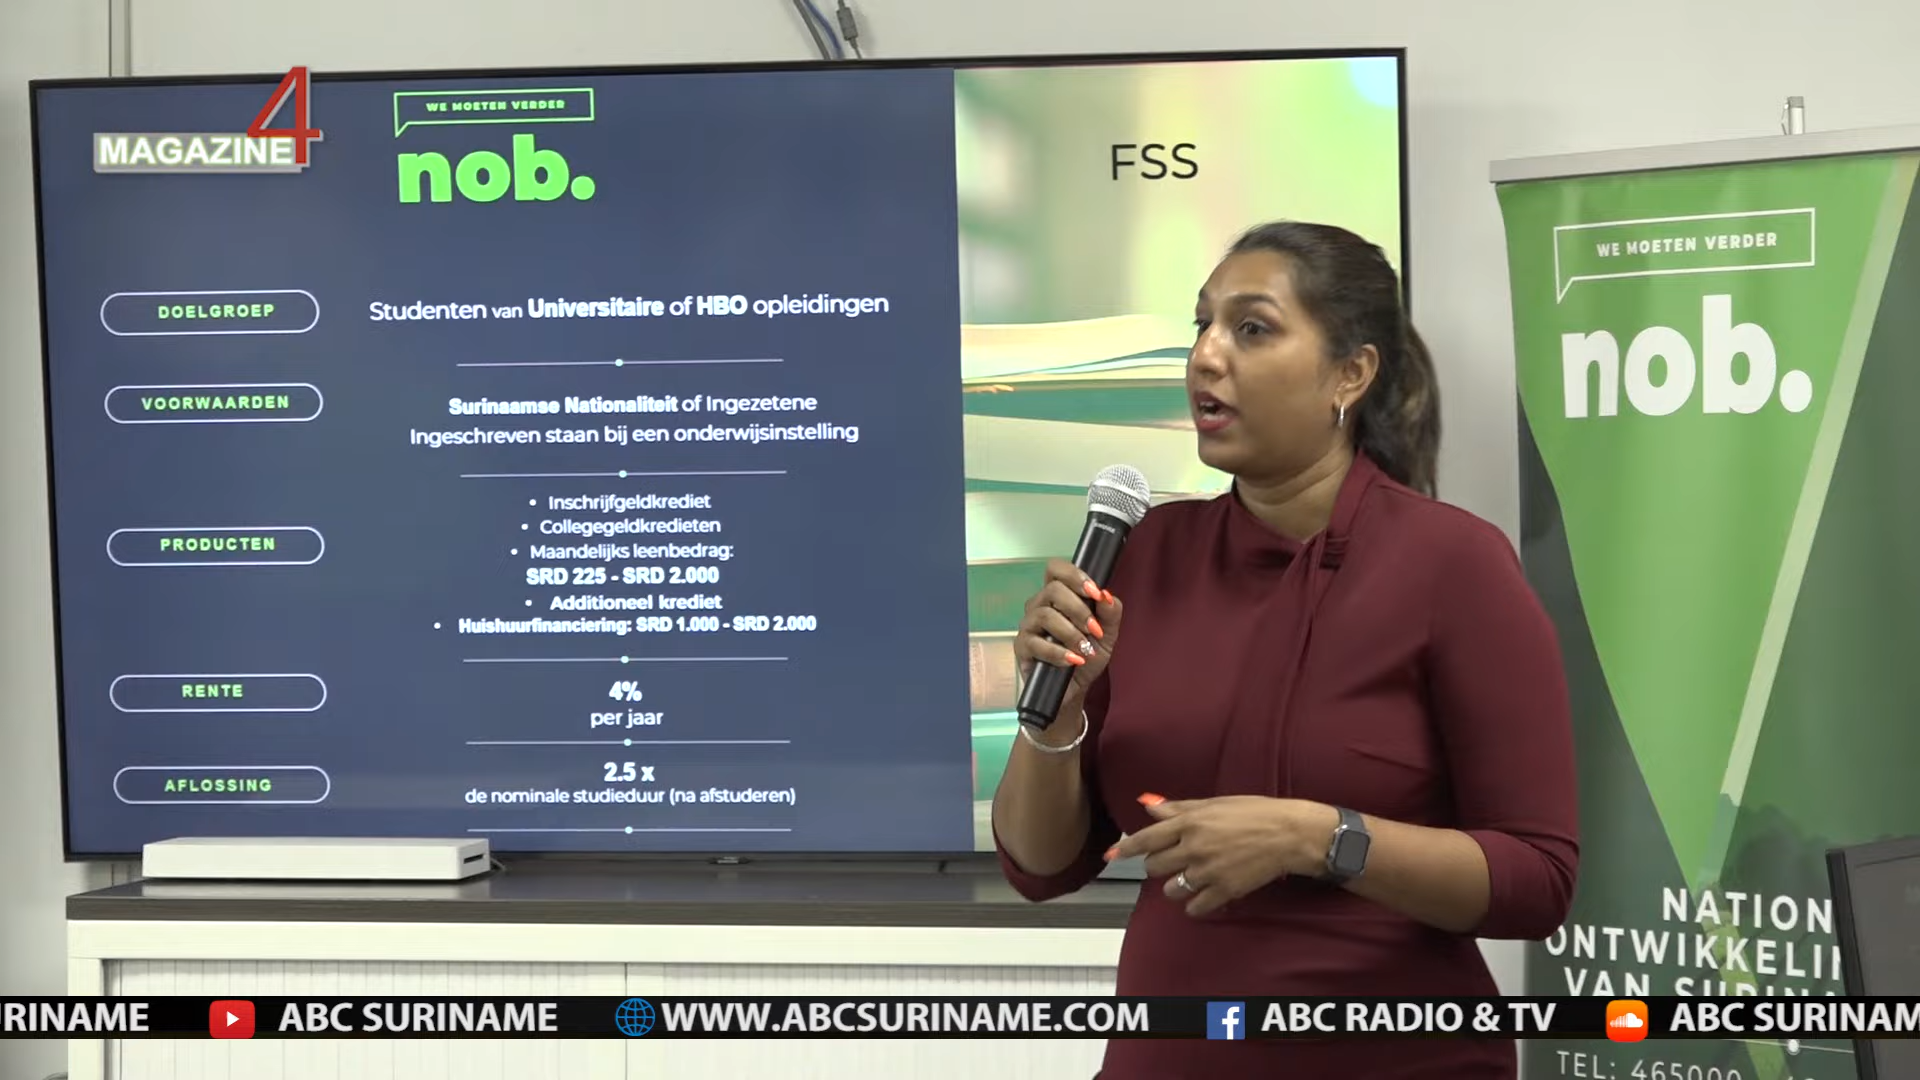 MAGAZINE 4
WE MOETEN VERDER
nob.
FSS
DOELGROEP
Studenten van Universitaire of HBO opleidingen
VOORWAARDEN
Surinaamse Nationaliteit of Ingezetene
Ingeschreven staan bij een onderwijsinstelling
PRODUCTEN
• Inschrijfgeldkrediet
• Collegegeldkredieten
• Maandelijks leenbedrag:
SRD 225 - SRD 2.000
• Additioneel krediet
• Huishuurfinanciering: SRD 1.000 - SRD 2.000
RENTE
4%
per jaar
AFLOSSING
2.5 x
de nominale studieduur (na afstuderen)
WE MOETEN VERDER
nob.
NATION
ONTWIKKELI
VAN SURINA
TEL: 465000
RINAME ABC SURINAME WWW.ABCSURINAME.COM ABC RADIO & TV ABC SURINAM